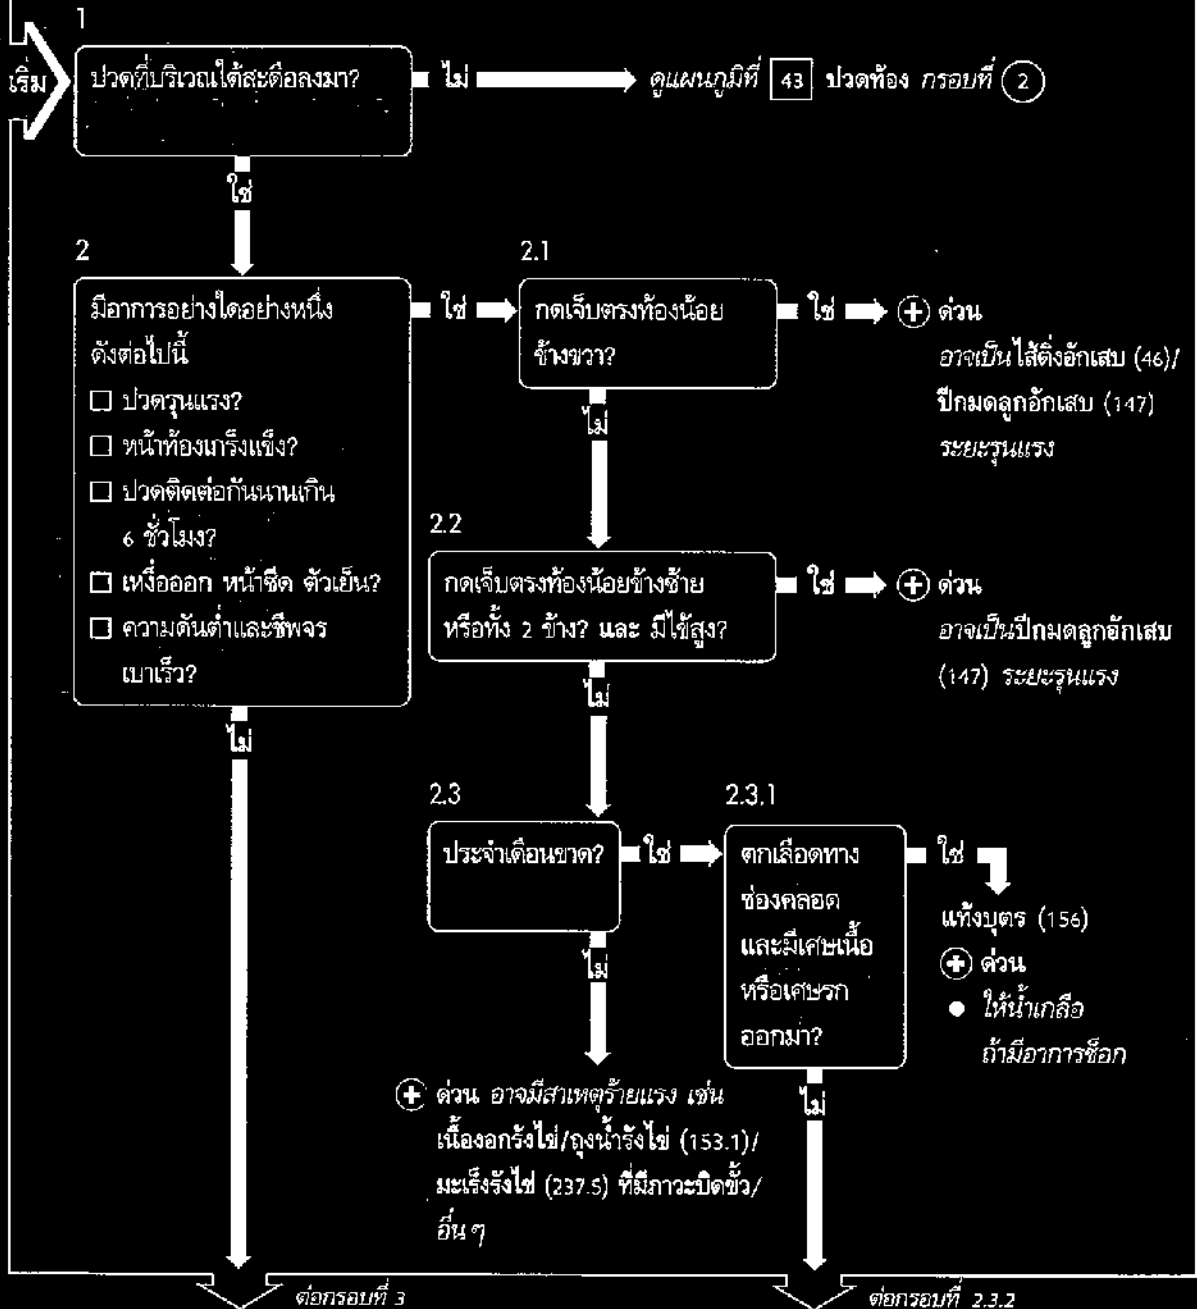 1
เริ่ม
ปวดที่บริเวณใต้สะดือลงมา?
ไม่
ดูแผนภูมิที่ 43 ปวดท้อง กรอบที่ 2
ใช่
2
มีอาการอย่างใดอย่างหนึ่ง
ดังต่อไปนี้
ปวดรุนแรง?
หน้าท้องเกร็งแข็ง?
ปวดติดต่อกันนานเกิน
6 ชั่วโมง?
เหงื่อออก หน้าซีด ตัวเย็น?
ความดันต่ำและชีพจร
เบาเร็ว?
ใช่
2.1
กดเจ็บตรงท้องน้อย
ข้างขวา?
ใช่
ด่วน
อาจเป็นไส้ติ่งอักเสบ (46)/
ปีกมดลูกอักเสบ (147)
ระยะรุนแรง
ไม่
2.2
กดเจ็บตรงท้องน้อยข้างซ้าย
หรือทั้ง 2 ข้าง? และ มีไข้สูง?
ใช่
ด่วน
อาจเป็นปีกมดลูกอักเสบ
(147) ระยะรุนแรง
ไม่
ไม่
2.3
ประจำเดือนขาด?
ใช่
2.3.1
ตกเลือดทาง
ช่องคลอด
และมีเศษเนื้อ
หรือเศษรก
ออกมา?
ใช่
แท้งบุตร (156)
ด่วน
● ให้น้ำเกลือ
ถ้ามีอาการช็อก
ไม่
ด่วน อาจมีสาเหตุร้ายแรง เช่น
เนื้องอกรังไข่/ถุงน้ำรังไข่ (153.1)/
มะเร็งรังไข่ (237.5) ที่มีภาวะบิดขั้ว/
อื่น ๆ
ไม่
ต่อกรอบที่ 3
ต่อกรอบที่ 2.3.2